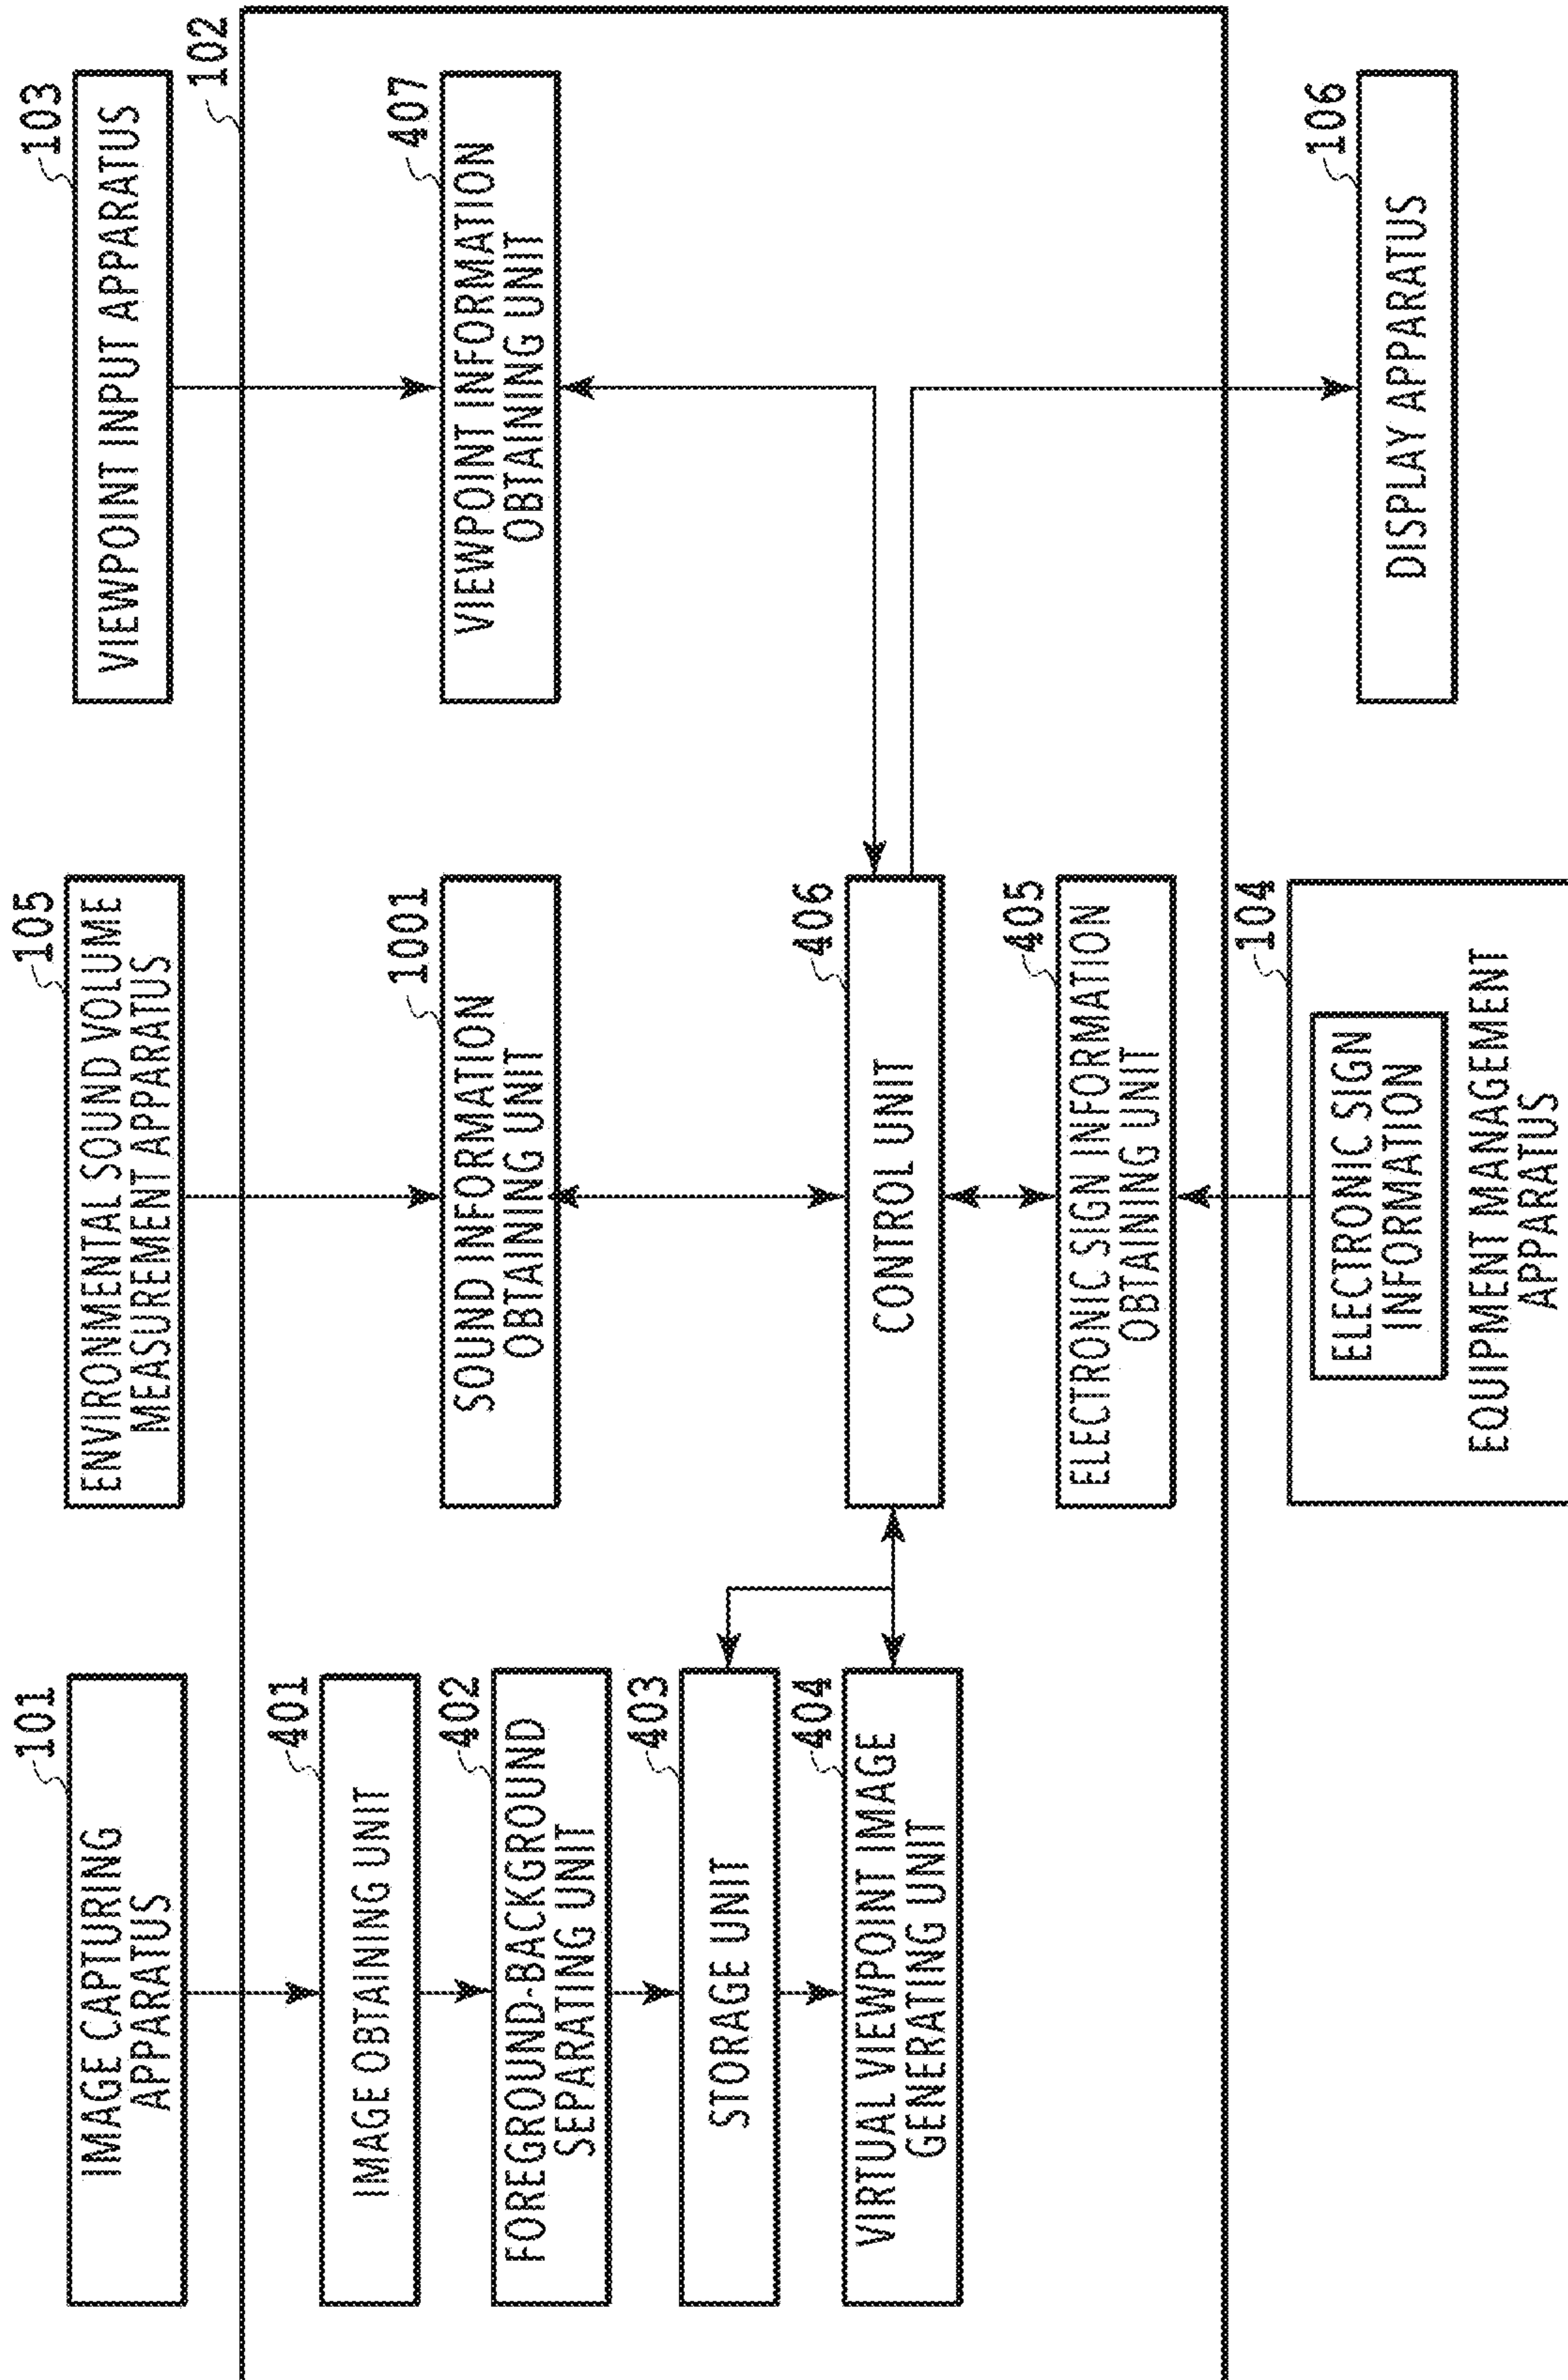 101
IMAGE CAPTURING
APPARATUS
105
ENVIRONMENTAL SOUND VOLUME
MEASUREMENT APPARATUS
103
VIEWPOINT INPUT APPARATUS
102
401
IMAGE OBTAINING UNIT
402
FOREGROUND-BACKGROUND
SEPARATING UNIT
403
STORAGE UNIT
404
VIRTUAL VIEWPOINT IMAGE
GENERATING UNIT
1001
SOUND INFORMATION
OBTAINING UNIT
407
VIEWPOINT INFORMATION
OBTAINING UNIT
406
CONTROL UNIT
405
ELECTRONIC SIGN INFORMATION
OBTAINING UNIT
104
ELECTRONIC SIGN
INFORMATION
EQUIPMENT MANAGEMENT
APPARATUS
106
DISPLAY APPARATUS